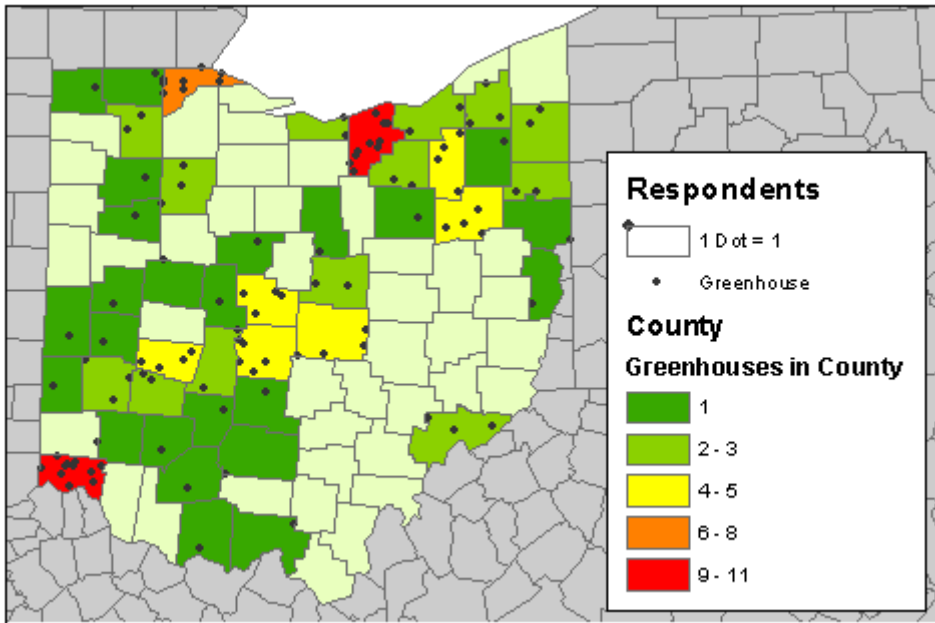 Respondents
1 Dot = 1
Greenhouse
County
Greenhouses in County
1
2 - 3
4 - 5
6 - 8
9 - 11